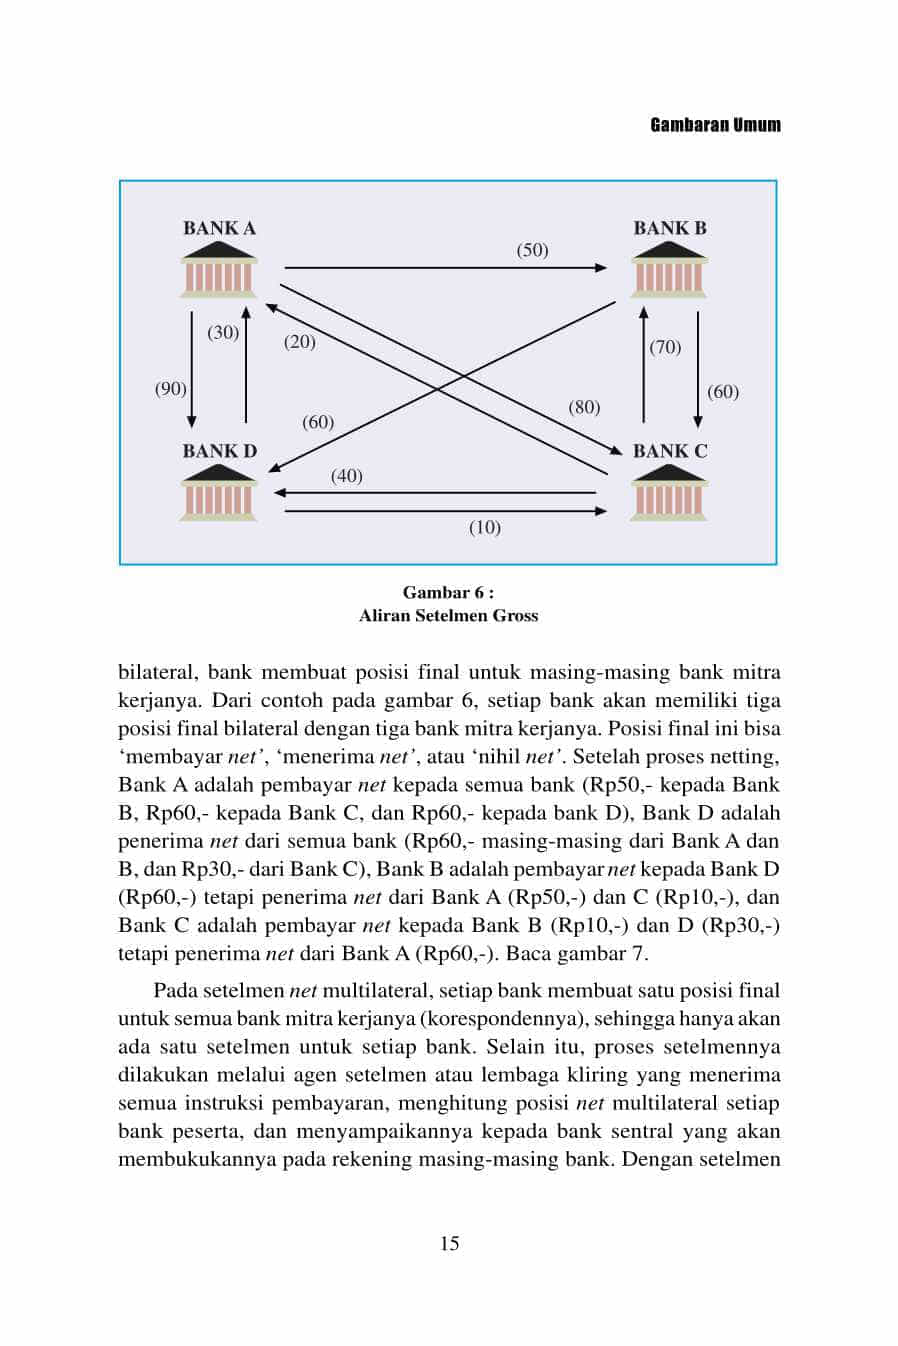 Gambaran Umum
BANK A
BANK B
(50)
(30)
(20)
(70)
(90)
(60)
(80)
(60)
BANK D
BANK C
(40)
(10)
Gambar 6 :
Aliran Setelmen Gross
bilateral, bank membuat posisi final untuk masing-masing bank mitra
kerjanya. Dari contoh pada gambar 6, setiap bank akan memiliki tiga
posisi final bilateral dengan tiga bank mitra kerjanya. Posisi final ini bisa
‘membayar net’, ‘menerima net’, atau ‘nihil net’. Setelah proses netting,
Bank A adalah pembayar net kepada semua bank (Rp50,- kepada Bank
B, Rp60,- kepada Bank C, dan Rp60,- kepada bank D), Bank D adalah
penerima net dari semua bank (Rp60,- masing-masing dari Bank A dan
B, dan Rp30,- dari Bank C), Bank B adalah pembayar net kepada Bank D
(Rp60,-) tetapi penerima net dari Bank A (Rp50,-) dan C (Rp10,-), dan
Bank C adalah pembayar net kepada Bank B (Rp10,-) dan D (Rp30,-)
tetapi penerima net dari Bank A (Rp60,-). Baca gambar 7.
Pada setelmen net multilateral, setiap bank membuat satu posisi final
untuk semua bank mitra kerjanya (korespondennya), sehingga hanya akan
ada satu setelmen untuk setiap bank. Selain itu, proses setelmennya
dilakukan melalui agen setelmen atau lembaga kliring yang menerima
semua instruksi pembayaran, menghitung posisi net multilateral setiap
bank peserta, dan menyampaikannya kepada bank sentral yang akan
membukukannya pada rekening masing-masing bank. Dengan setelmen
15